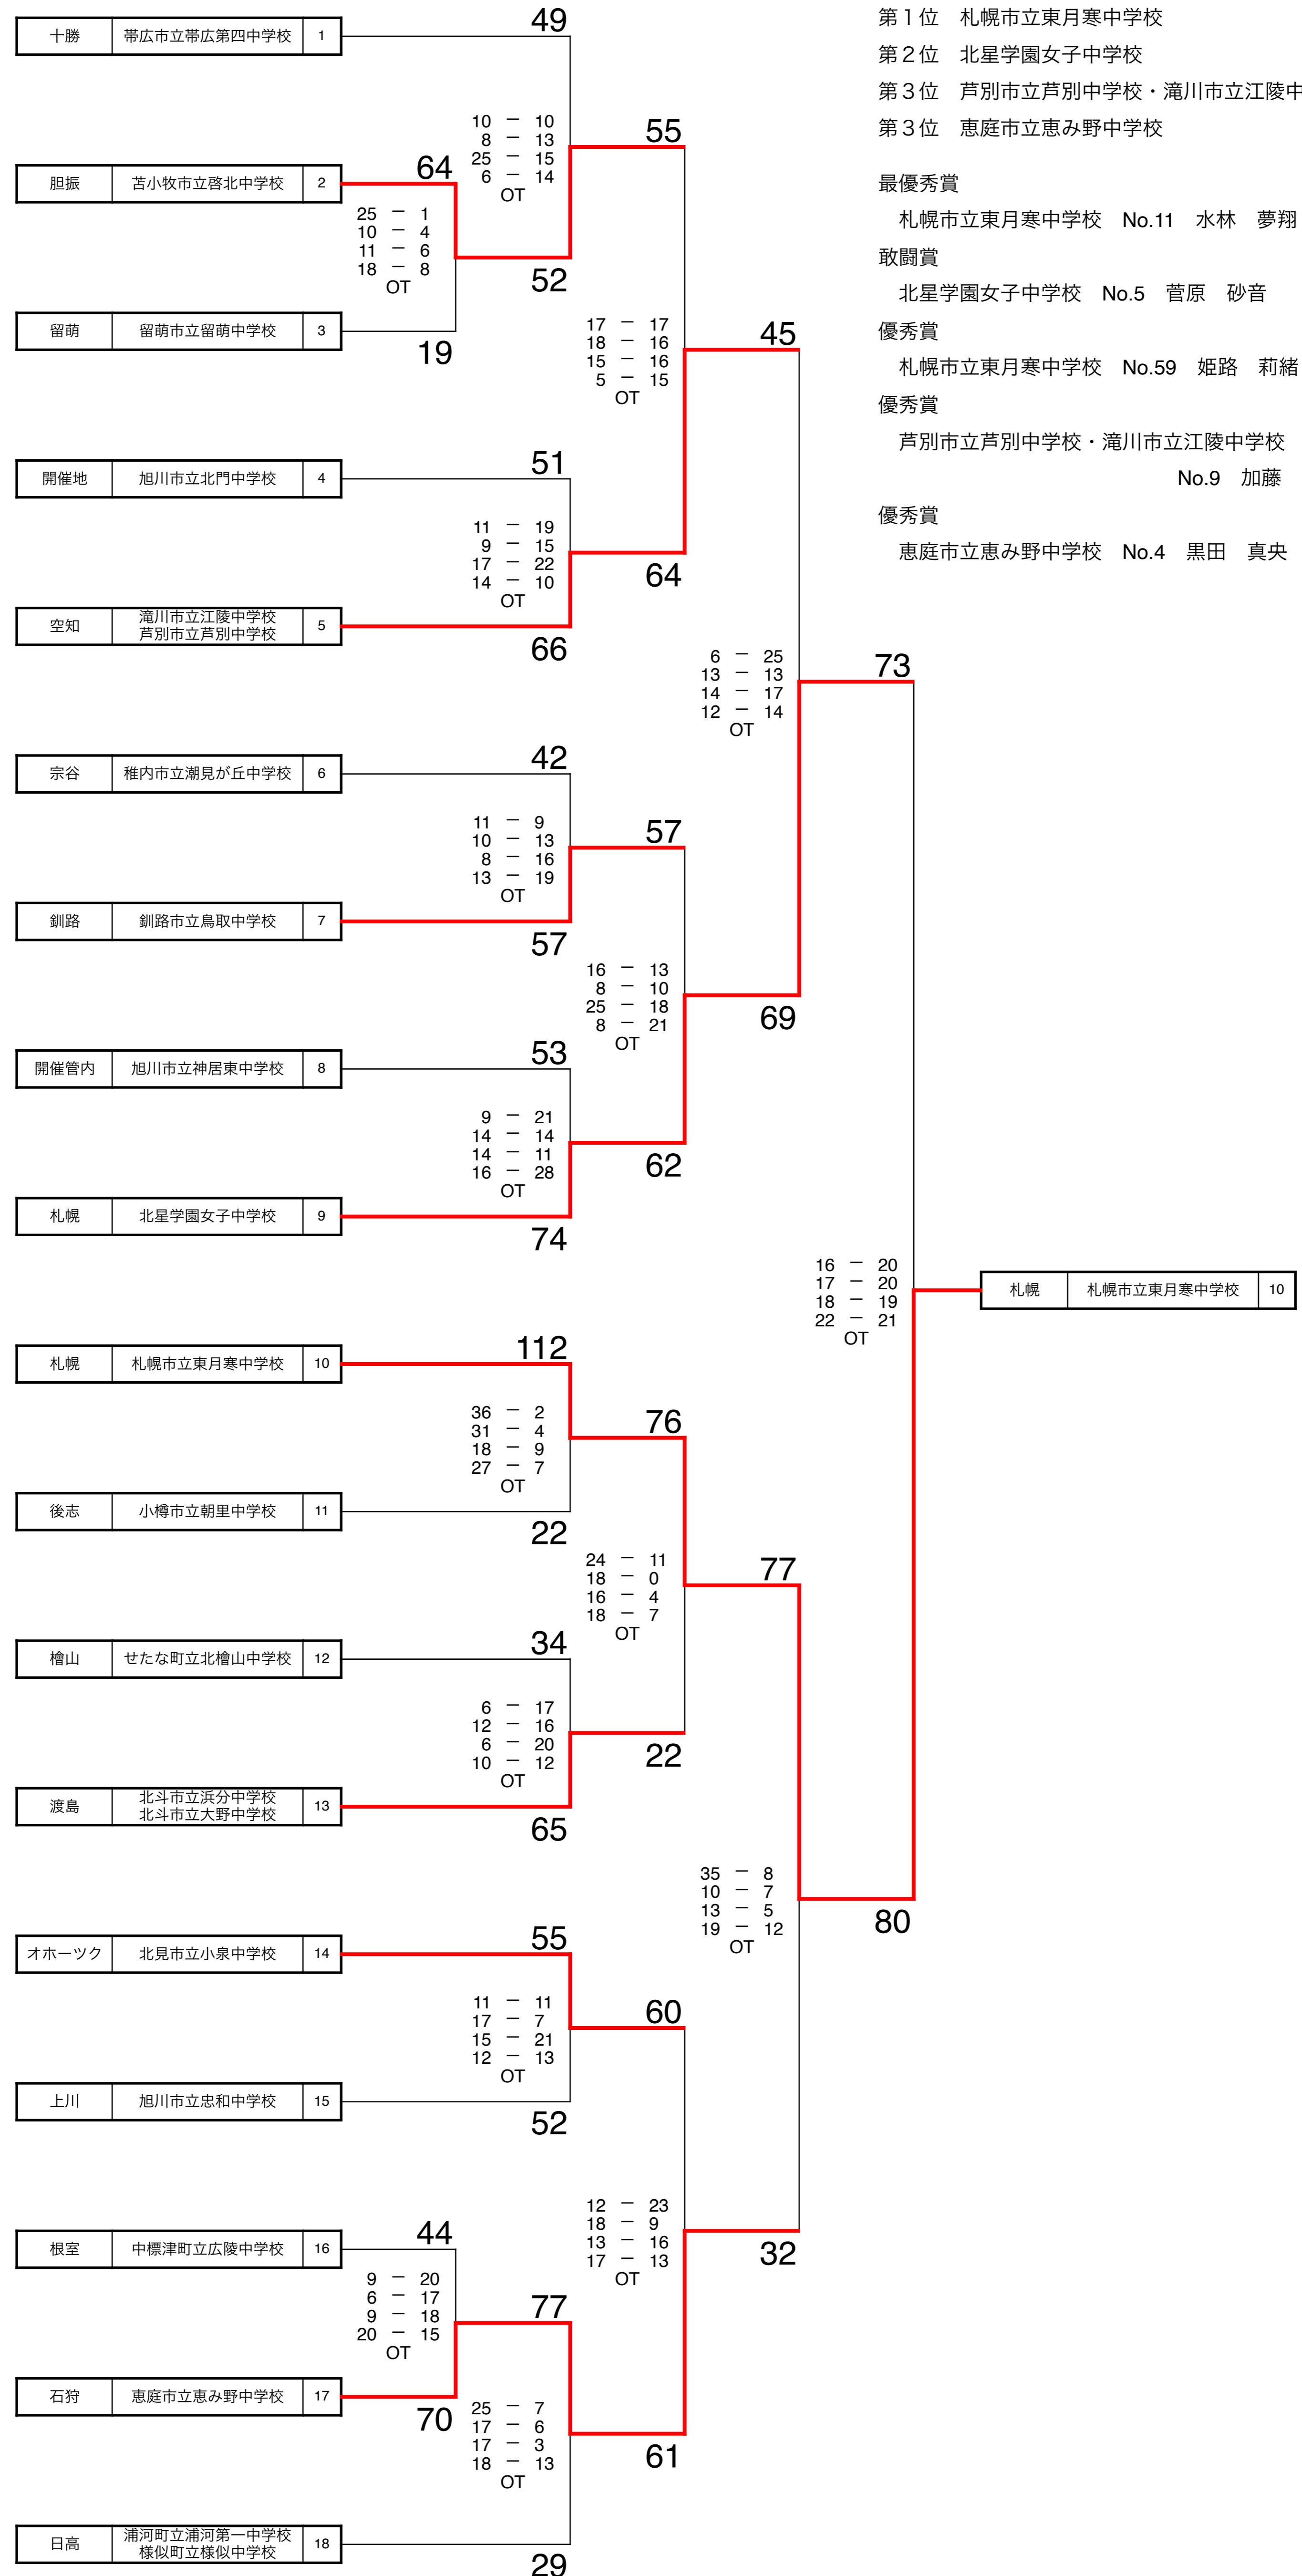 第１位　札幌市立東月寒中学校
第２位　北星学園女子中学校
第３位　芦別市立芦別中学校・滝川市立江陵中
第３位　恵庭市立恵み野中学校
最優秀賞
札幌市立東月寒中学校　No.11　水林　夢翔
敢闘賞
北星学園女子中学校　No.5　菅原　砂音
優秀賞
札幌市立東月寒中学校　No.59　姫路　莉緒
優秀賞
芦別市立芦別中学校・滝川市立江陵中学校
No.9　加藤
優秀賞
恵庭市立恵み野中学校　No.4　黒田　真央
十勝　帯広市立帯広第四中学校　1
49
10 － 10
8 － 13
25 － 15
6 － 14
OT
55
胆振　苫小牧市立啓北中学校　2
64
25 － 1
10 － 4
11 － 6
18 － 8
OT
52
留萌　留萌市立留萌中学校　3
19
17 － 17
18 － 16
15 － 16
5 － 15
OT
45
開催地　旭川市立北門中学校　4
51
11 － 19
9 － 15
17 － 22
14 － 10
OT
64
空知　滝川市立江陵中学校
芦別市立芦別中学校　5
66
6 － 25
13 － 13
14 － 17
12 － 14
OT
73
宗谷　稚内市立潮見が丘中学校　6
42
11 － 9
10 － 13
8 － 16
13 － 19
OT
57
釧路　釧路市立鳥取中学校　7
57
16 － 13
8 － 10
25 － 18
8 － 21
OT
69
開催管内　旭川市立神居東中学校　8
53
9 － 21
14 － 14
14 － 11
16 － 28
OT
62
札幌　北星学園女子中学校　9
74
16 － 20
17 － 20
18 － 19
22 － 21
OT
札幌　札幌市立東月寒中学校　10
札幌　札幌市立東月寒中学校　10
112
36 － 2
31 － 4
18 － 9
27 － 7
OT
76
後志　小樽市立朝里中学校　11
22
24 － 11
18 － 0
16 － 4
18 － 7
OT
77
檜山　せたな町立北檜山中学校　12
34
6 － 17
12 － 16
6 － 20
10 － 12
OT
22
渡島　北斗市立浜分中学校
北斗市立大野中学校　13
65
35 － 8
10 － 7
13 － 5
19 － 12
OT
80
オホーツク　北見市立小泉中学校　14
55
11 － 11
17 － 7
15 － 21
12 － 13
OT
60
上川　旭川市立忠和中学校　15
52
12 － 23
18 － 9
13 － 16
17 － 13
OT
32
根室　中標津町立広陵中学校　16
44
9 － 20
6 － 17
9 － 18
20 － 15
OT
77
石狩　恵庭市立恵み野中学校　17
70
25 － 7
17 － 6
17 － 3
18 － 13
OT
61
日高　浦河町立浦河第一中学校
様似町立様似中学校　18
29